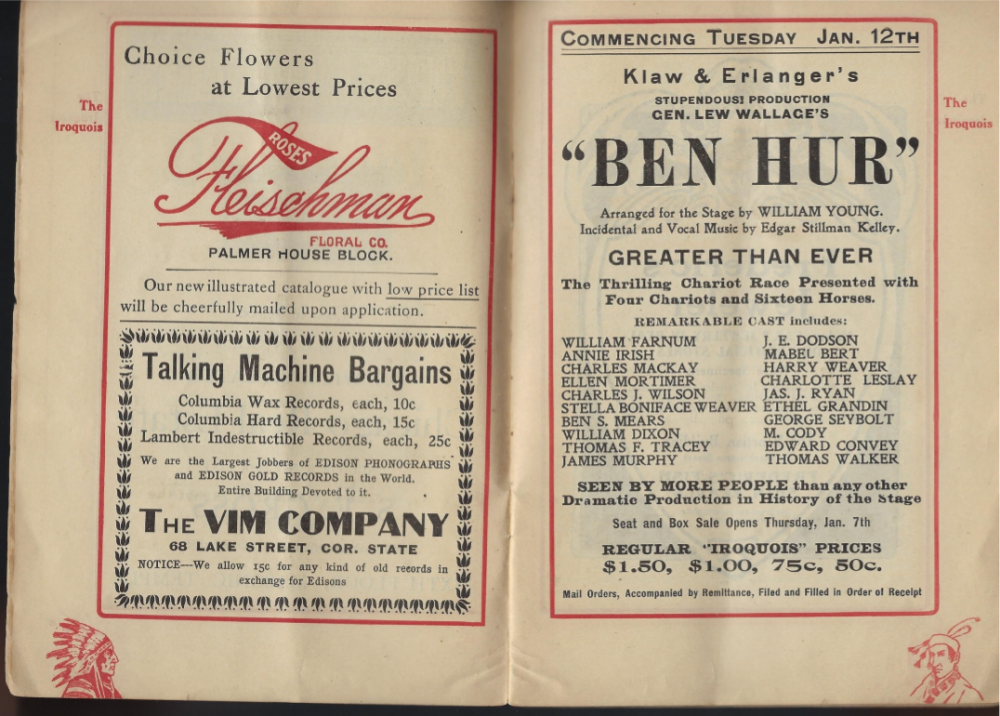 The
Iroquois
Choice Flowers
at Lowest Prices
ROSES
Fleischman
FLORAL CO.
PALMER HOUSE BLOCK.
Our new illustrated catalogue with low price list
will be cheerfully mailed upon application.
Talking Machine Bargains
Columbia Wax Records, each, 10c
Columbia Hard Records, each, 15c
Lambert Indestructible Records, each, 25c
We are the Largest Jobbers of EDISON PHONOGRAPHS
and EDISON GOLD RECORDS in the World.
Entire Building Devoted to it.
THE VIM COMPANY
68 LAKE STREET, COR. STATE
NOTICE—We allow 15c for any kind of old records in
exchange for Edisons
COMMENCING TUESDAY JAN. 12TH
Klaw & Erlanger's
STUPENDOUS! PRODUCTION
GEN. LEW WALLAGE'S
"BEN HUR"
Arranged for the Stage by WILLIAM YOUNG.
Incidental and Vocal Music by Edgar Stillman Kelley.
GREATER THAN EVER
The Thrilling Chariot Race Presented with
Four Chariots and Sixteen Horses.
REMARKABLE CAST includes:
WILLIAM FARNUM
ANNIE IRISH
CHARLES MACKAY
ELLEN MORTIMER
CHARLES J. WILSON
STELLA BONIFACE WEAVER
BEN S. MEARS
WILLIAM DIXON
THOMAS F. TRACEY
JAMES MURPHY
J. E. DODSON
MABEL BERT
HARRY WEAVER
CHARLOTTE LESLAY
JAS. J. RYAN
ETHEL GRANDIN
GEORGE SEYBOLT
M. CODY
EDWARD CONVEY
THOMAS WALKER
SEEN BY MORE PEOPLE than any other
Dramatic Production in History of the Stage
Seat and Box Sale Opens Thursday, Jan. 7th
REGULAR "IROQUOIS" PRICES
$1.50, $1.00, 75c, 50c.
Mail Orders, Accompanied by Remittance, Filed and Filled in Order of Receipt
The
Iroquois